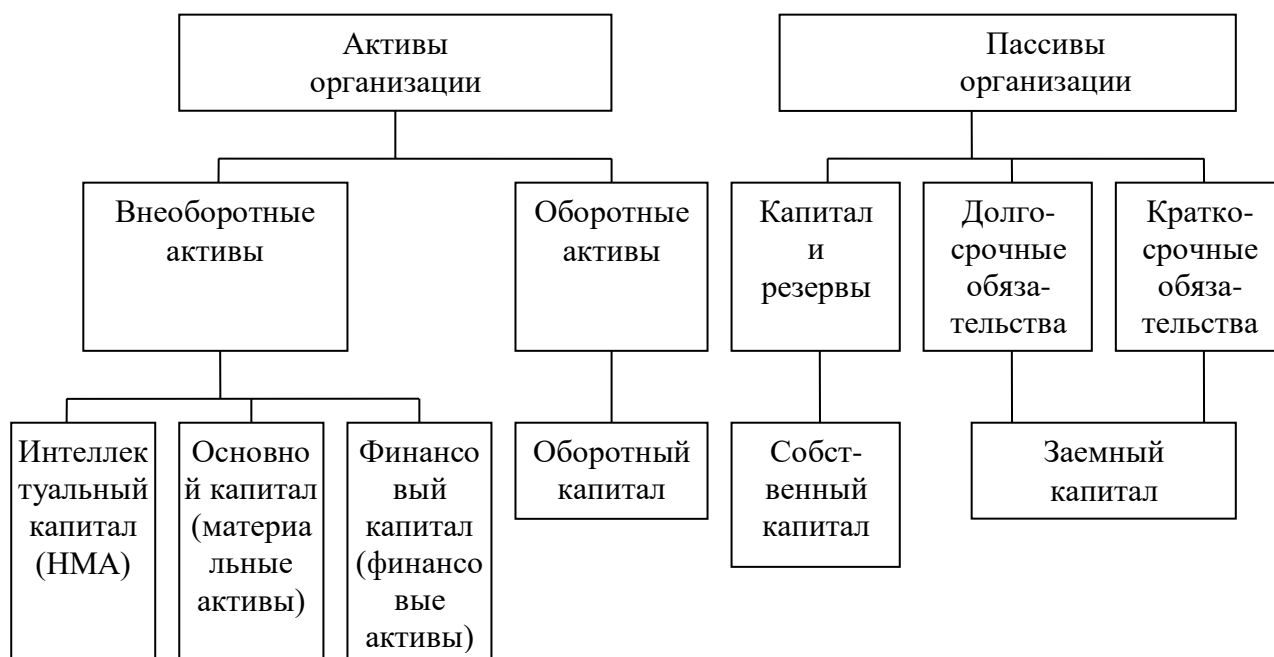 Активы
организации
Пассивы
организации
Внеоборотные
активы
Оборотные
активы
Капитал
и
резервы
Долго-
срочные
обяза-
тельства
Кратко-
срочные
обяза-
тельства
Интеллек
туальный
капитал
(НМА)
Основно
й капитал
(материа
льные
активы)
Финансо
вый
капитал
(финансо
вые
активы)
Оборотный
капитал
Собст-
венный
капитал
Заемный
капитал